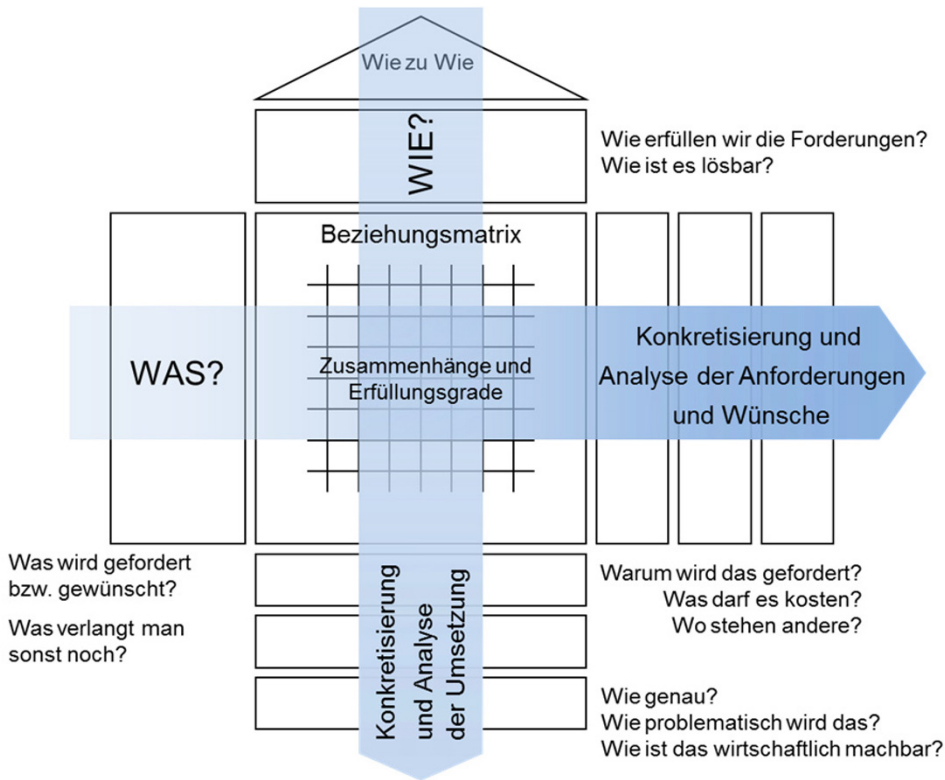 Wie zu Wie
WIE?
Wie erfüllen wir die Forderungen?
Wie ist es lösbar?
Beziehungsmatrix
WAS?
Zusammenhänge und
Erfüllungsgrade
Konkretisierung und
Analyse der Anforderungen
und Wünsche
Was wird gefordert
bzw. gewünscht?
Was verlangt man
sonst noch?
Konkretisierung
und Analyse
der Umsetzung
Warum wird das gefordert?
Was darf es kosten?
Wo stehen andere?
Wie genau?
Wie problematisch wird das?
Wie ist das wirtschaftlich machbar?